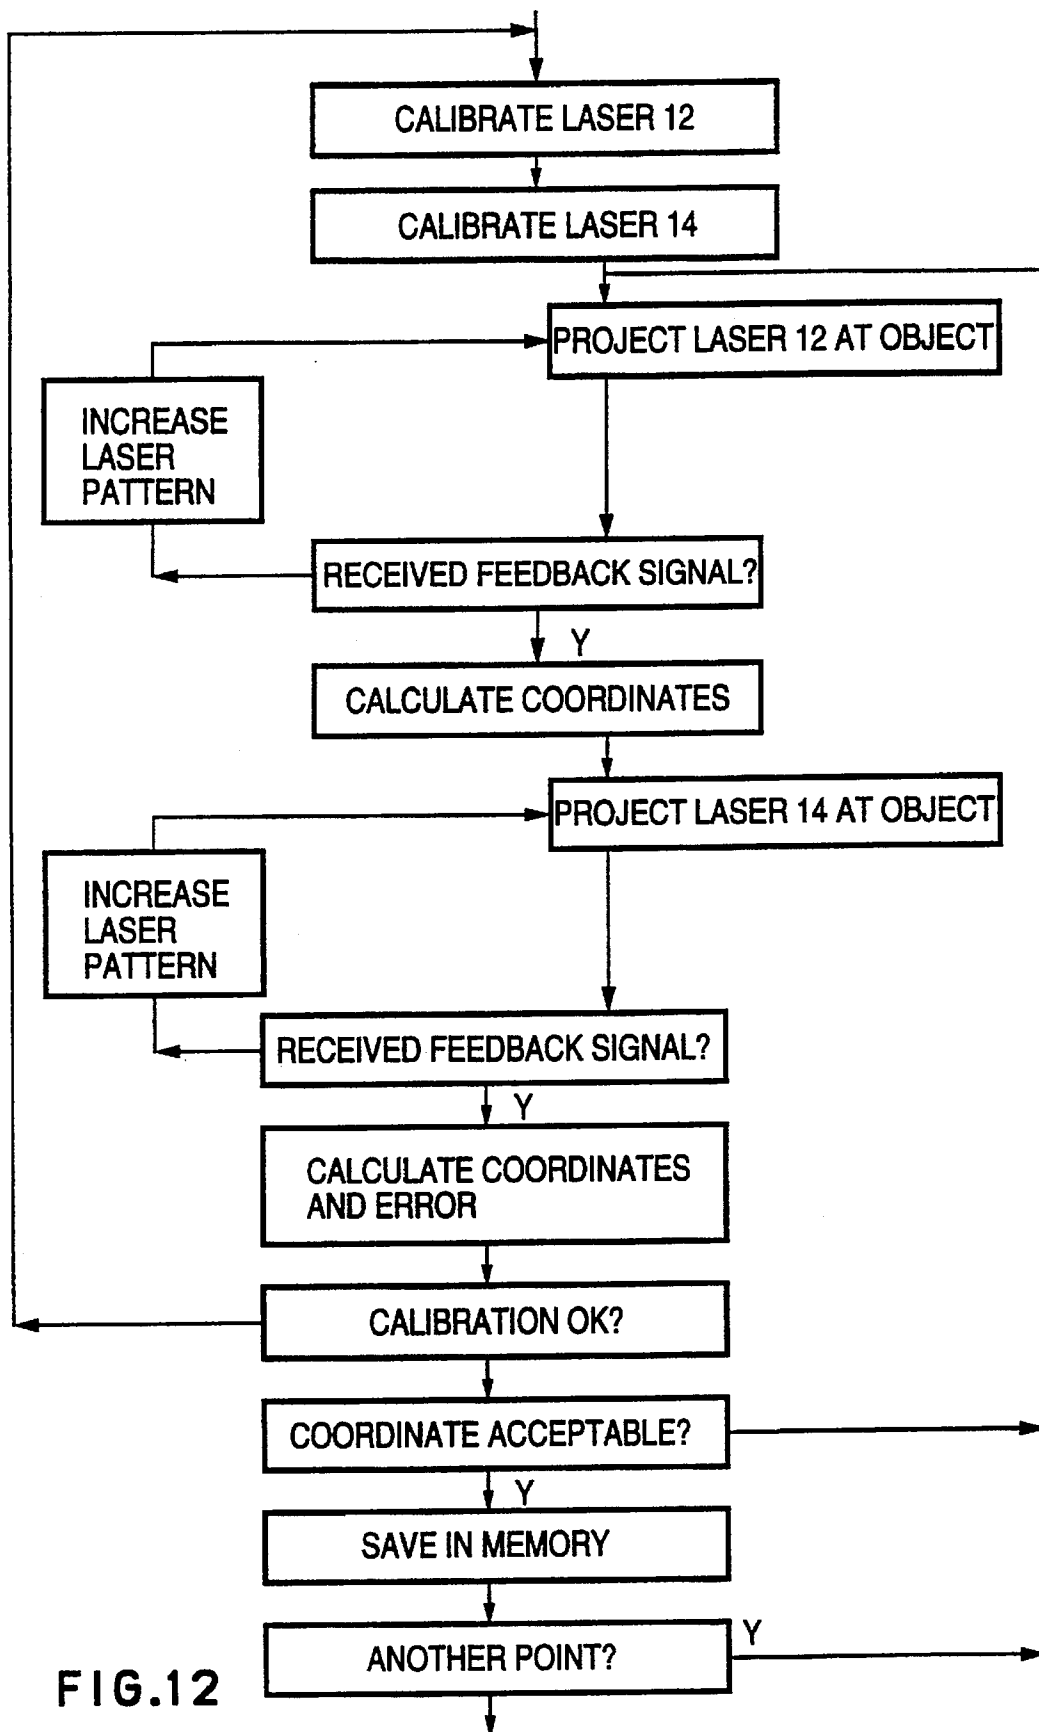 CALIBRATE LASER 12
CALIBRATE LASER 14
PROJECT LASER 12 AT OBJECT
INCREASE
LASER
PATTERN
RECEIVED FEEDBACK SIGNAL?
Y
CALCULATE COORDINATES
PROJECT LASER 14 AT OBJECT
INCREASE
LASER
PATTERN
RECEIVED FEEDBACK SIGNAL?
Y
CALCULATE COORDINATES
AND ERROR
CALIBRATION OK?
COORDINATE ACCEPTABLE?
Y
SAVE IN MEMORY
ANOTHER POINT?
Y
FIG.12